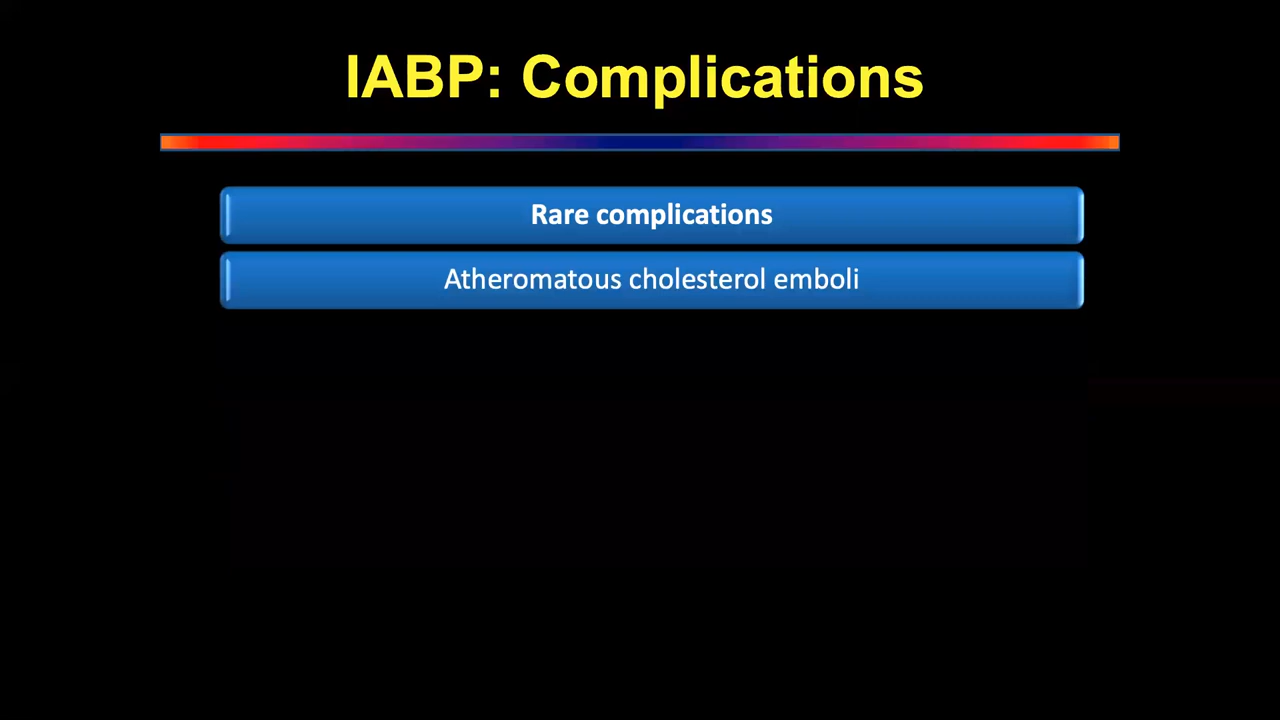 IABP: Complications
Rare complications
Atheromatous cholesterol emboli